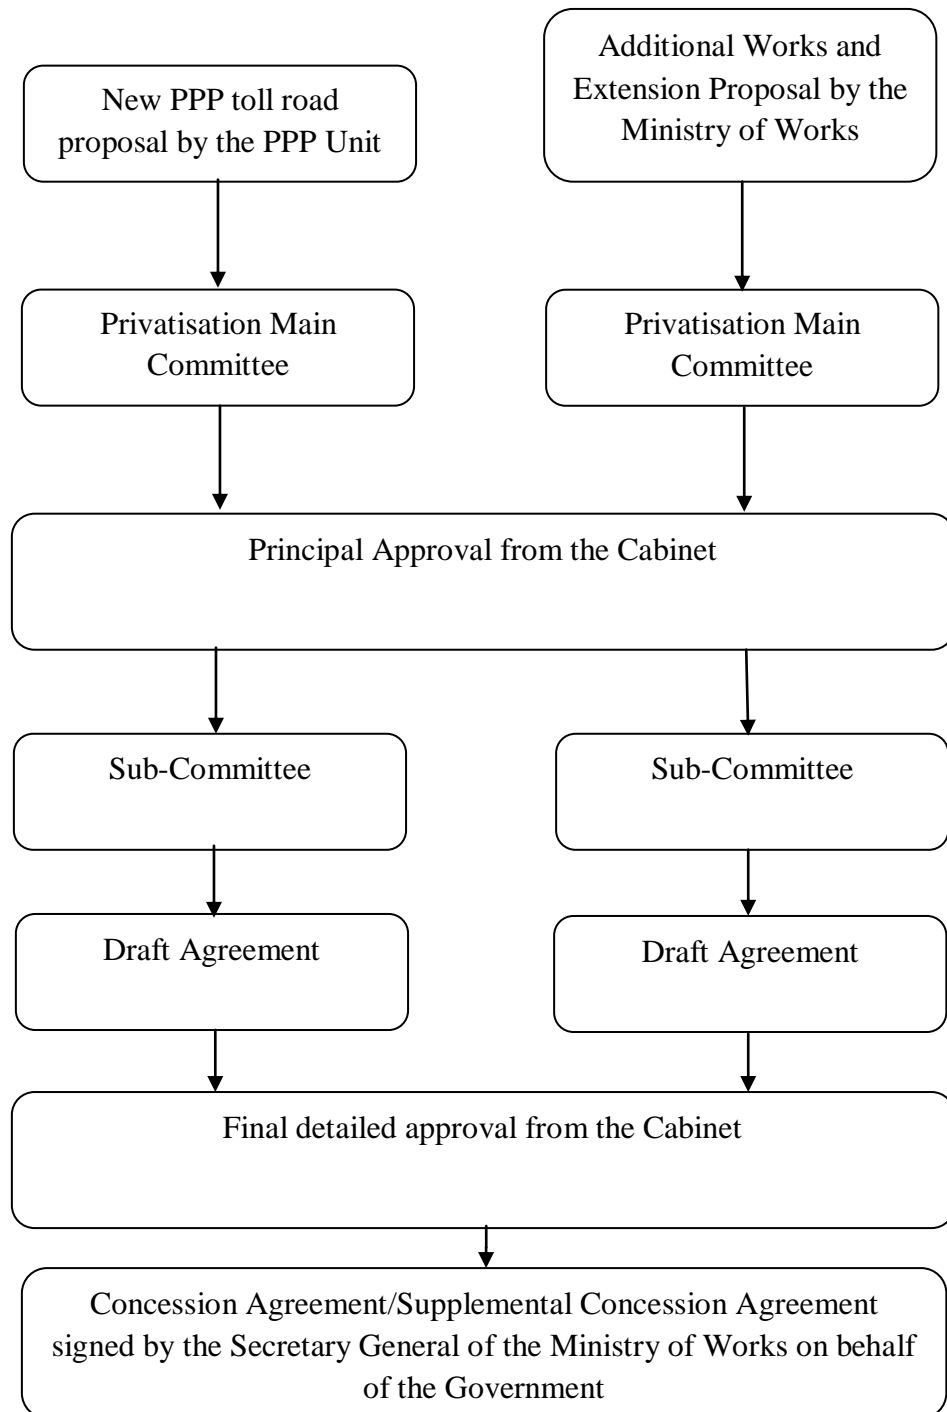 New PPP toll road
proposal by the PPP Unit
Additional Works and
Extension Proposal by the
Ministry of Works
Privatisation Main
Committee
Privatisation Main
Committee
Principal Approval from the Cabinet
Sub-Committee
Sub-Committee
Draft Agreement
Draft Agreement
Final detailed approval from the Cabinet
Concession Agreement/Supplemental Concession Agreement
signed by the Secretary General of the Ministry of Works on behalf
of the Government